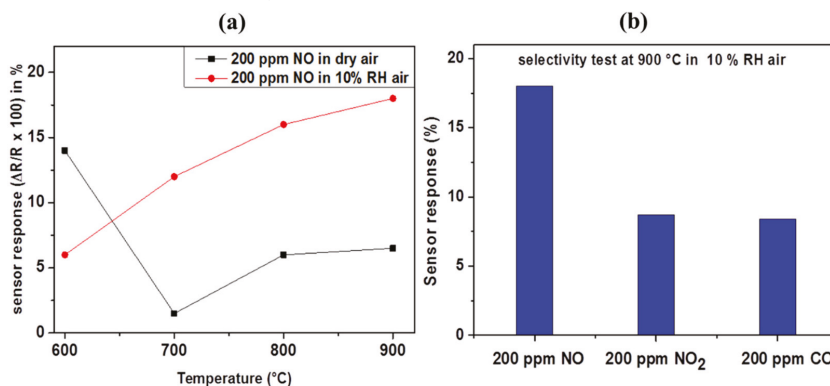 (a)
200 ppm NO in dry air
200 ppm NO in 10% RH air
sensor response (ΔR/R x 100) in %
20
15
10
5
0
600 700 800 900
Temperature (°C)
(b)
selectivity test at 900 °C in 10 % RH air
Sensor response (%)
20
15
10
5
0
200 ppm NO 200 ppm NO₂ 200 ppm CO